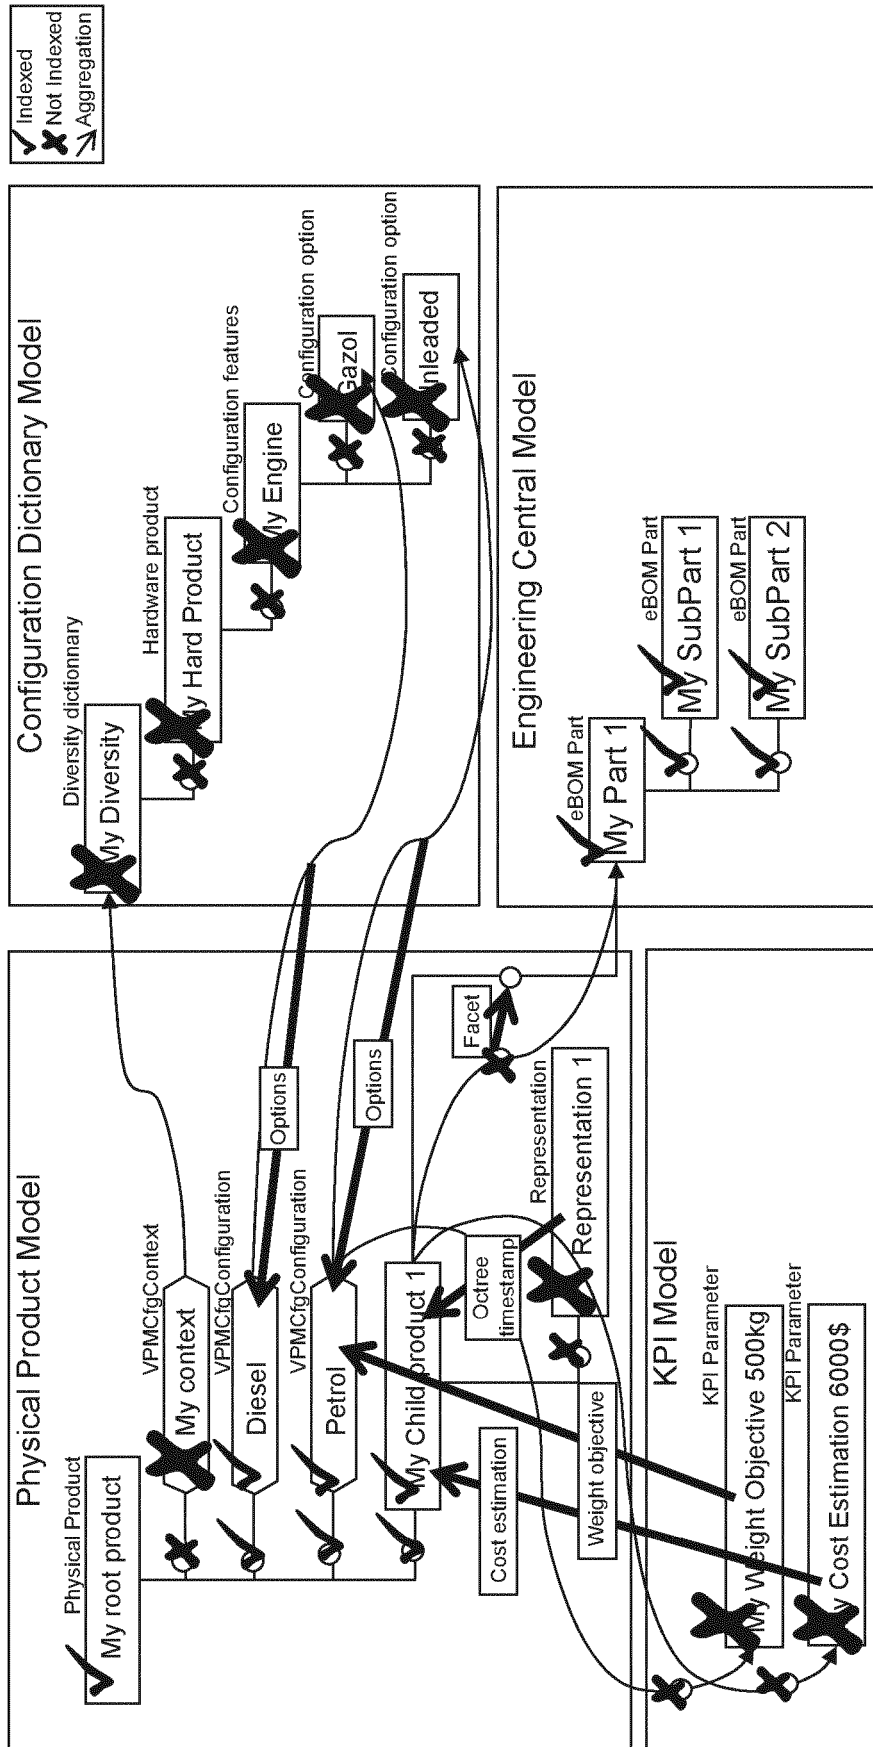 Indexed
Not Indexed
Aggregation
Physical Product Model
Physical Product
My root product
VPMCfgContext
My context
VPMCfgConfiguration
Diesel
VPMCfgConfiguration
Petrol
My Child product 1
Options
Options
Facet
Octree
timestamp
Representation
Representation 1
Cost estimation
Weight objective
Configuration Dictionary Model
Diversity dictionnary
My Diversity
Hardware product
My Hard Product
Configuration features
My Engine
Configuration option
Gazol
Configuration option
Unleaded
KPI Model
KPI Parameter
My Weight Objective 500kg
KPI Parameter
My Cost Estimation 6000$
Engineering Central Model
eBOM Part
My Part 1
eBOM Part
My SubPart 1
eBOM Part
My SubPart 2